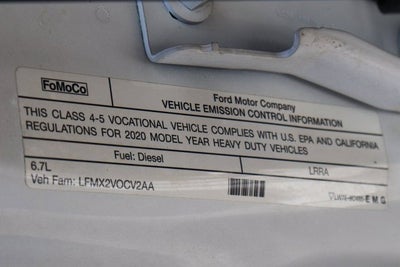 FoMoCo
Ford Motor Company
VEHICLE EMISSION CONTROL INFORMATION
THIS CLASS 4-5 VOCATIONAL VEHICLE COMPLIES WITH U.S. EPA AND CALIFORNIA
REGULATIONS FOR 2020 MODEL YEAR HEAVY DUTY VEHICLES
Fuel: Diesel
6.7L
LRRA
Veh Fam: LFMX2VOCV2AA
E M G